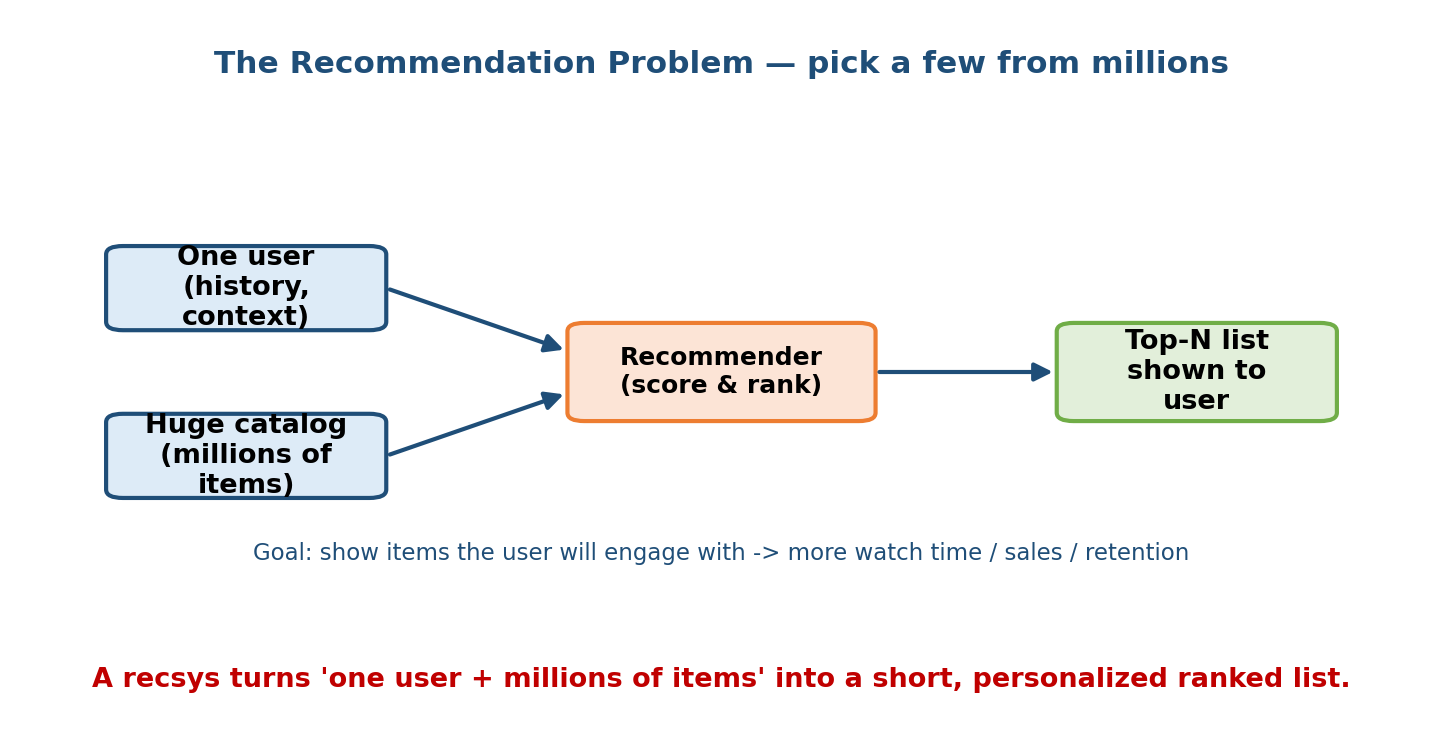 The Recommendation Problem — pick a few from millions
One user
(history,
context)
Huge catalog
(millions of
items)
Recommender
(score & rank)
Top-N list
shown to
user
Goal: show items the user will engage with -> more watch time / sales / retention
A recsys turns 'one user + millions of items' into a short, personalized ranked list.